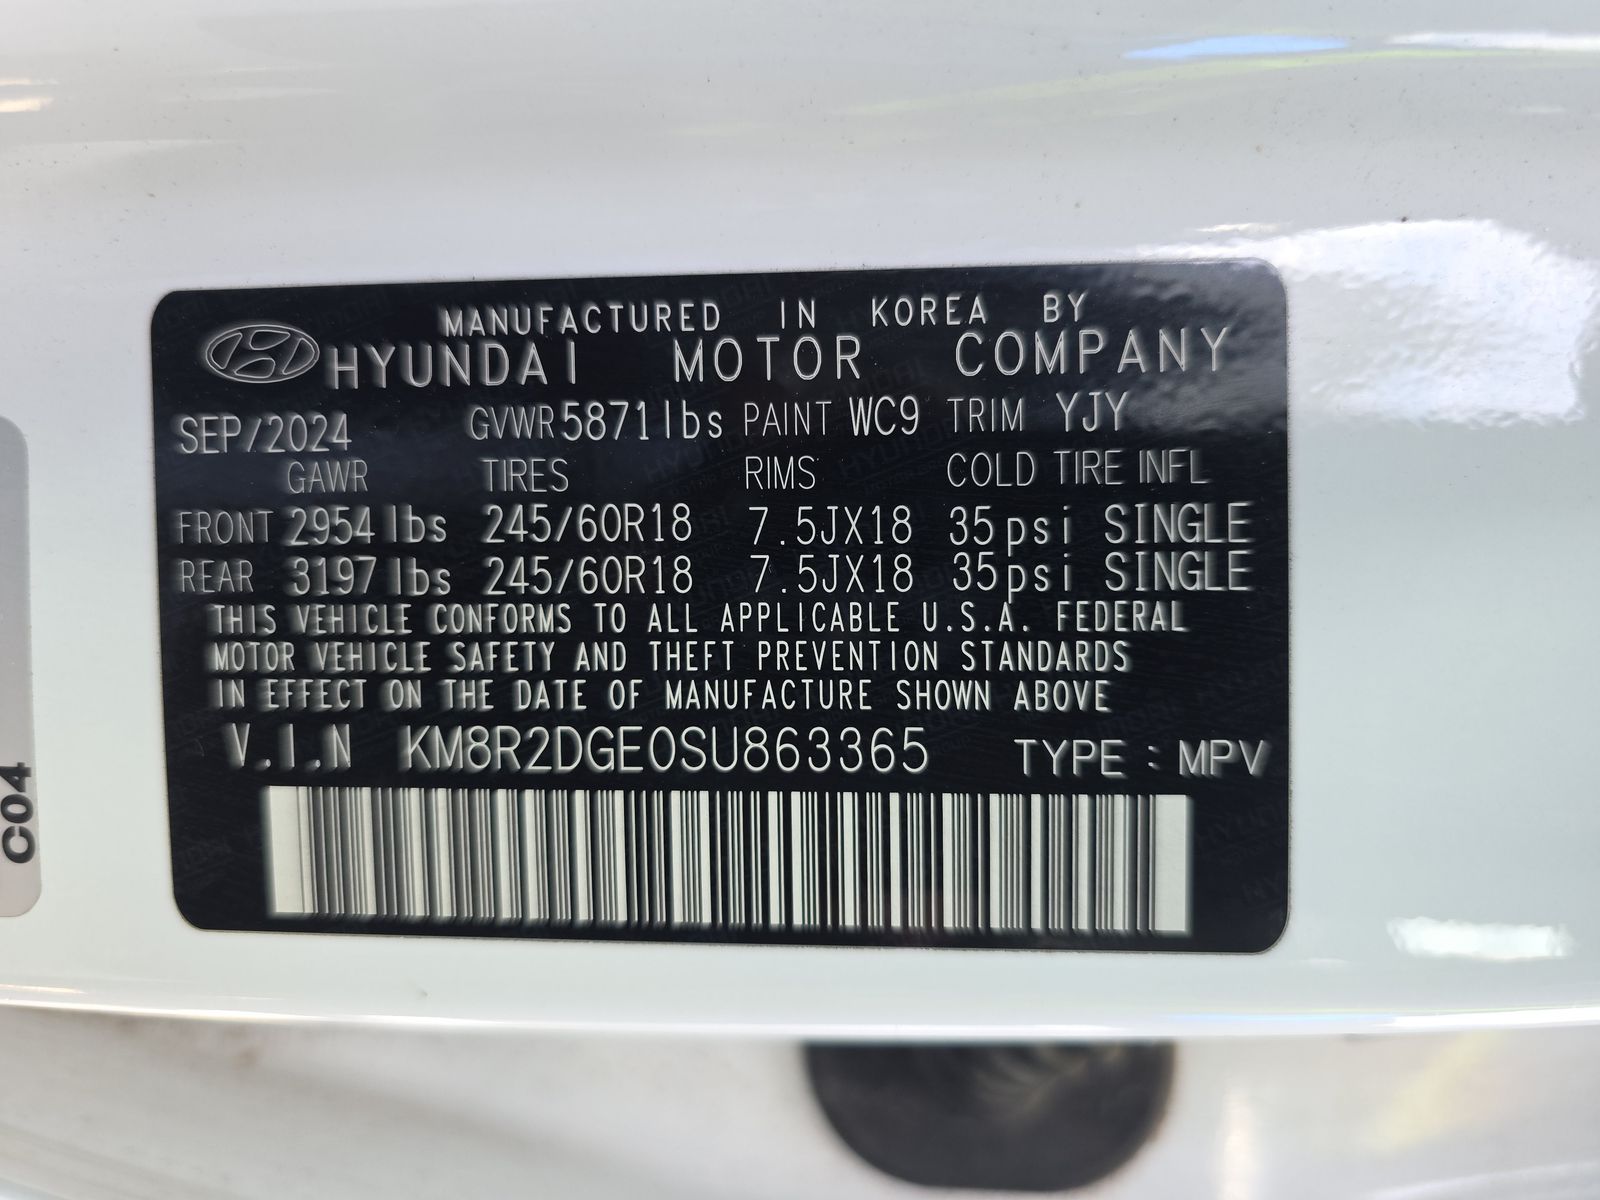 MANUFACTURED IN KOREA BY
HYUNDAI MOTOR COMPANY
SEP/2024 GVWR 5871lbs PAINT WC9 TRIM YJY
GAWR TIRES RIMS COLD TIRE INFL
FRONT 2954lbs 245/60R18 7.5JX18 35psi SINGLE
REAR 3197lbs 245/60R18 7.5JX18 35psi SINGLE
THIS VEHICLE CONFORMS TO ALL APPLICABLE U.S.A. FEDERAL
MOTOR VEHICLE SAFETY AND THEFT PREVENTION STANDARDS
IN EFFECT ON THE DATE OF MANUFACTURE SHOWN ABOVE
V.I.N KM8R2DGE0SU863365 TYPE : MPV
C04